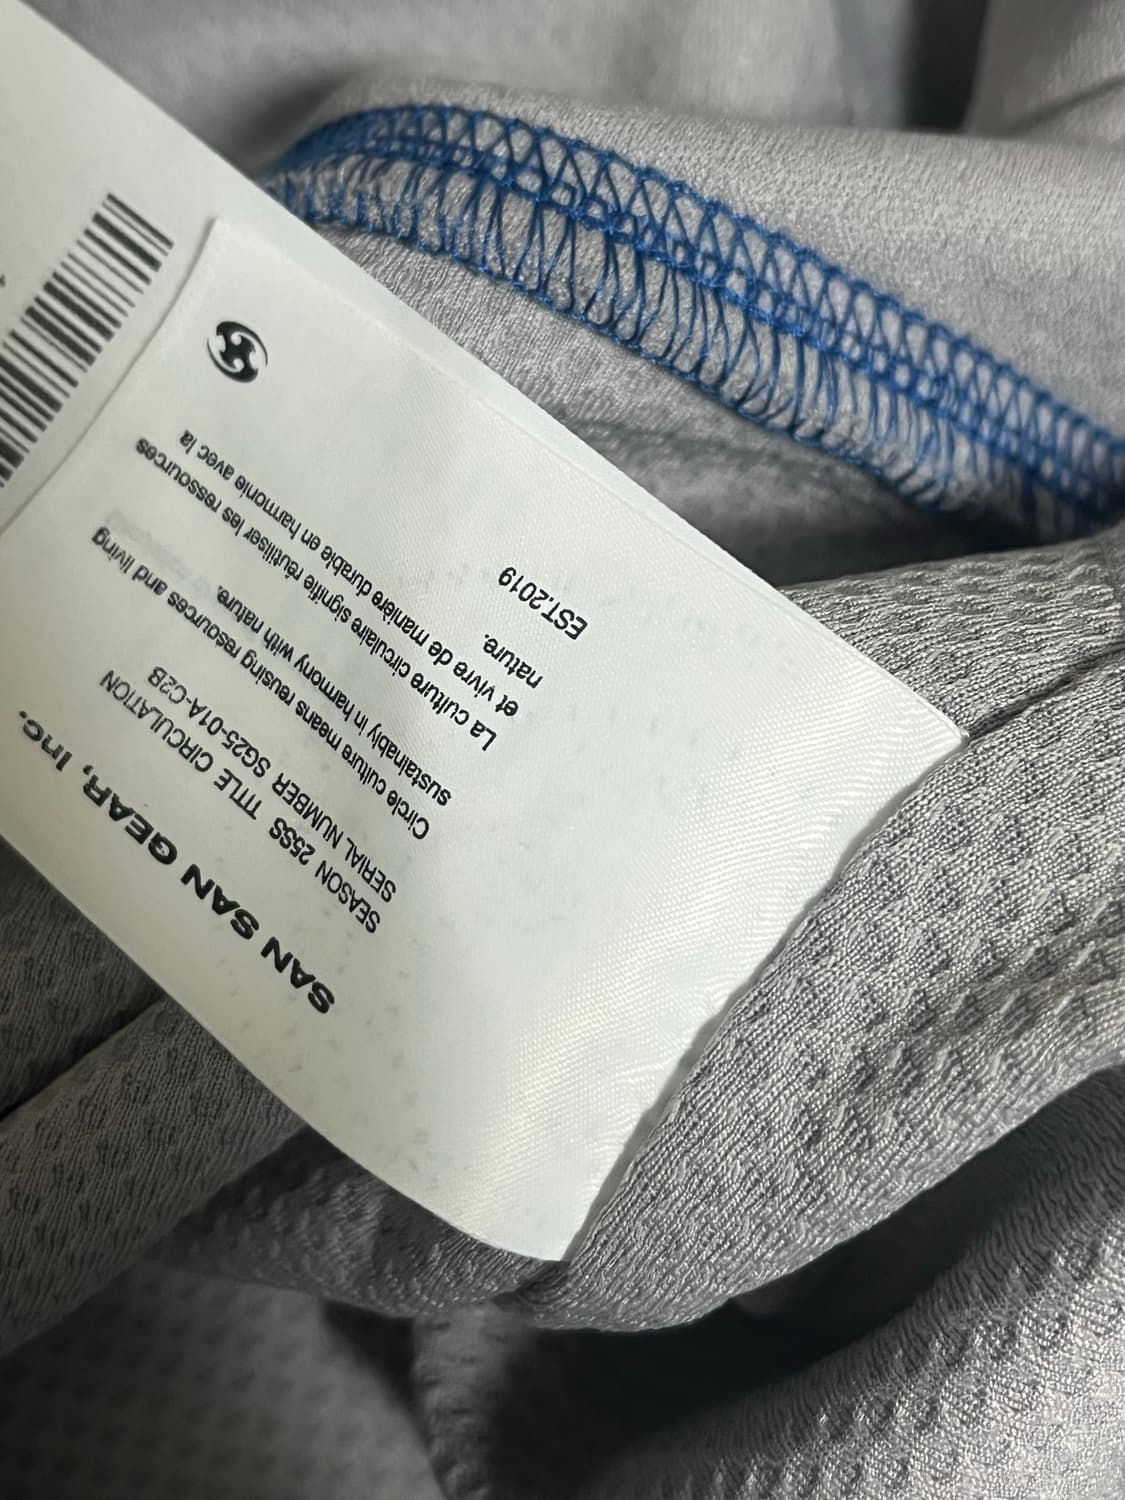 SAN SAN GEAR, Inc.
SEASON 25SS TITLE CIRCULATION
SERIAL NUMBER SG25-01A-C2B
Circle culture means reusing resources and living
sustainably in harmony with nature.
La culture circulaire signifie réutiliser les ressources
et vivre de manière durable en harmonie avec la
nature.
EST.2019